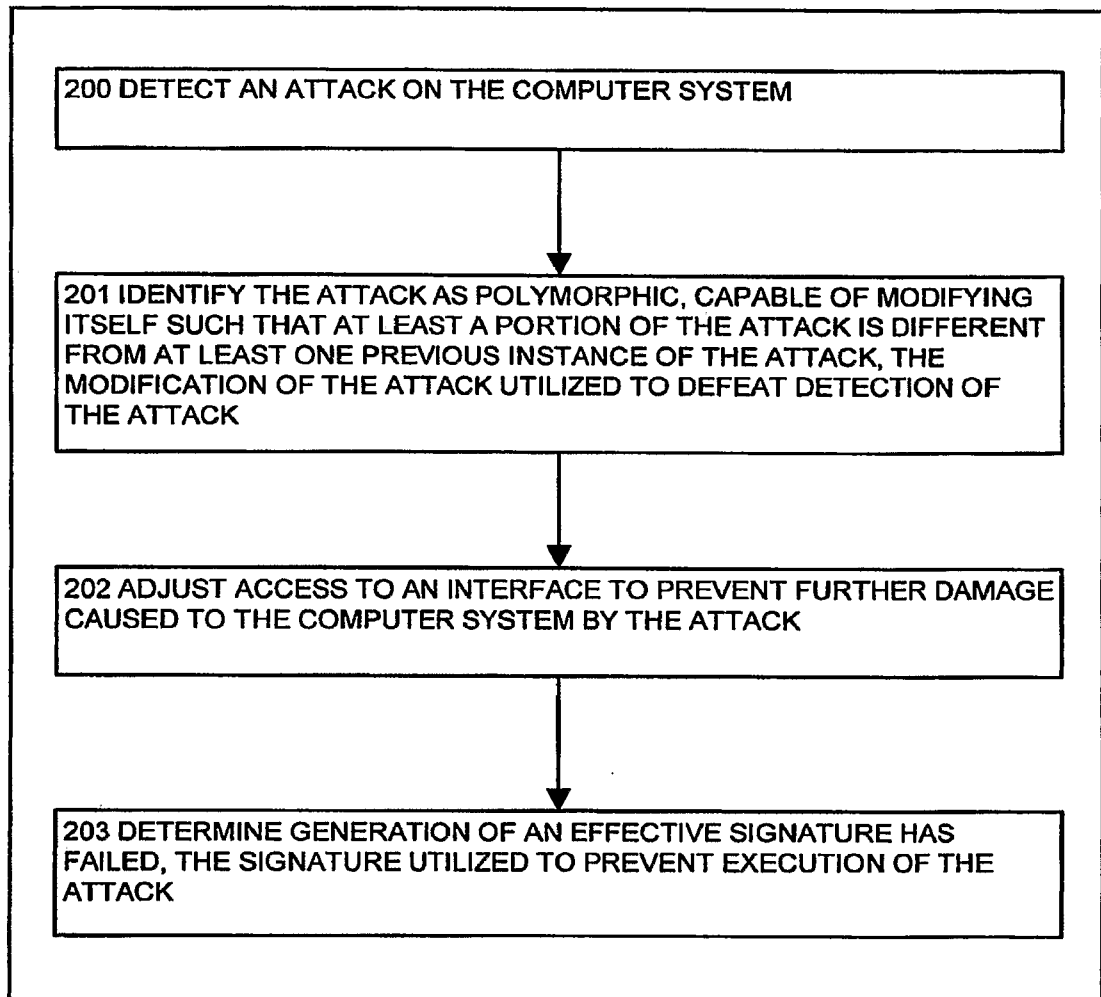 200 DETECT AN ATTACK ON THE COMPUTER SYSTEM
201 IDENTIFY THE ATTACK AS POLYMORPHIC, CAPABLE OF MODIFYING
ITSELF SUCH THAT AT LEAST A PORTION OF THE ATTACK IS DIFFERENT
FROM AT LEAST ONE PREVIOUS INSTANCE OF THE ATTACK, THE
MODIFICATION OF THE ATTACK UTILIZED TO DEFEAT DETECTION OF
THE ATTACK
202 ADJUST ACCESS TO AN INTERFACE TO PREVENT FURTHER DAMAGE
CAUSED TO THE COMPUTER SYSTEM BY THE ATTACK
203 DETERMINE GENERATION OF AN EFFECTIVE SIGNATURE HAS
FAILED, THE SIGNATURE UTILIZED TO PREVENT EXECUTION OF THE
ATTACK